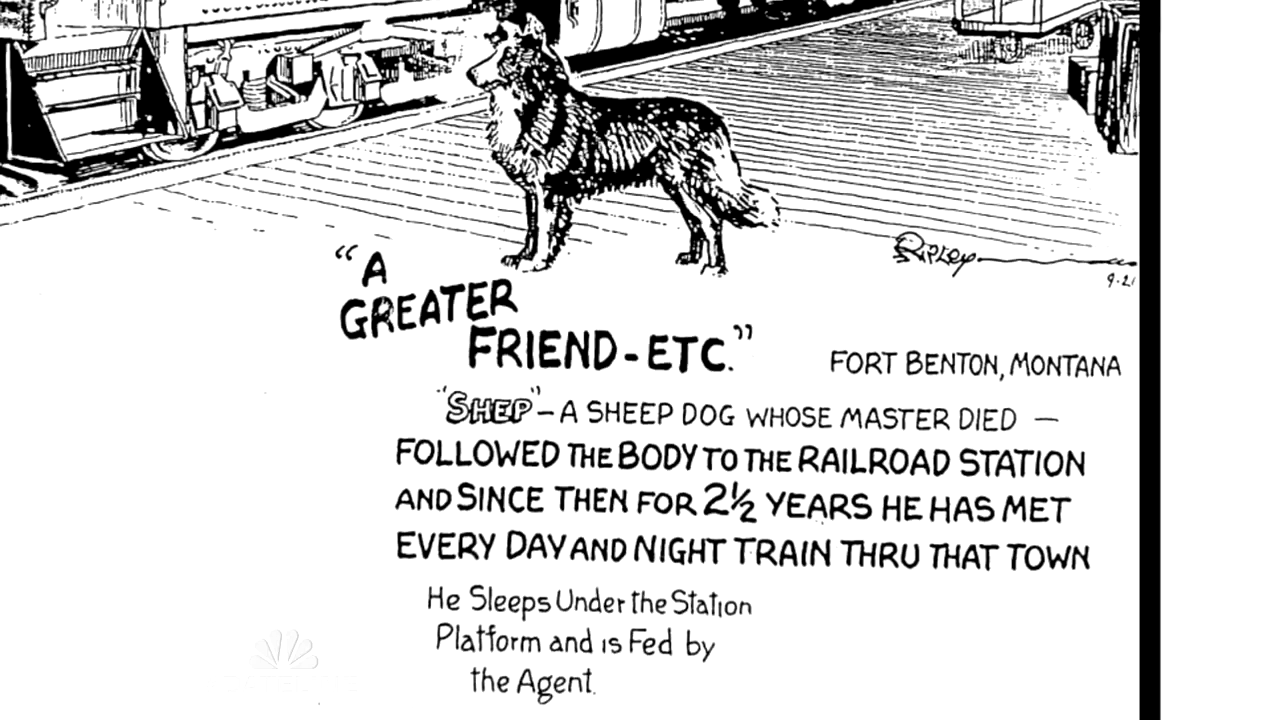 RIPLEY
9-21
"A
GREATER
FRIEND-ETC."
FORT BENTON, MONTANA
"SHEP"-A SHEEP DOG WHOSE MASTER DIED —
FOLLOWED THE BODY TO THE RAILROAD STATION
AND SINCE THEN FOR 2½ YEARS HE HAS MET
EVERY DAY AND NIGHT TRAIN THRU THAT TOWN
He Sleeps Under the Station
Platform and is Fed by
the Agent.